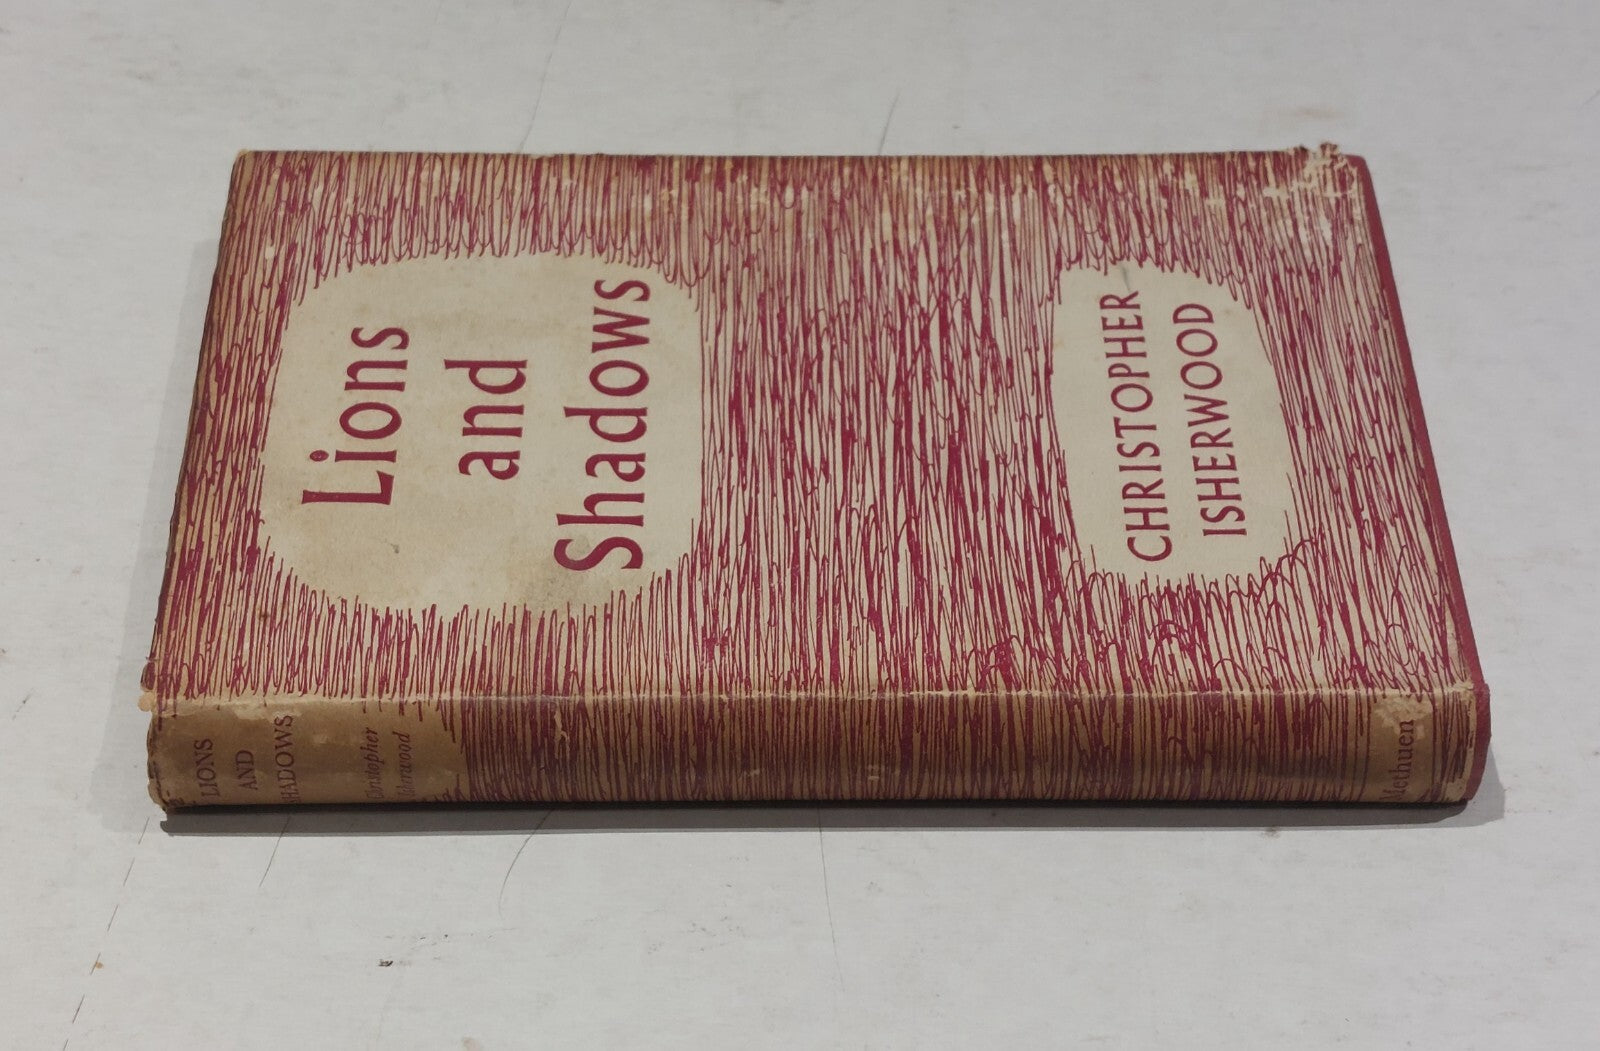 Lions
and
Shadows
CHRISTOPHER
ISHERWOOD
LIONS
AND
SHADOWS
Christopher
Isherwood
Methuen